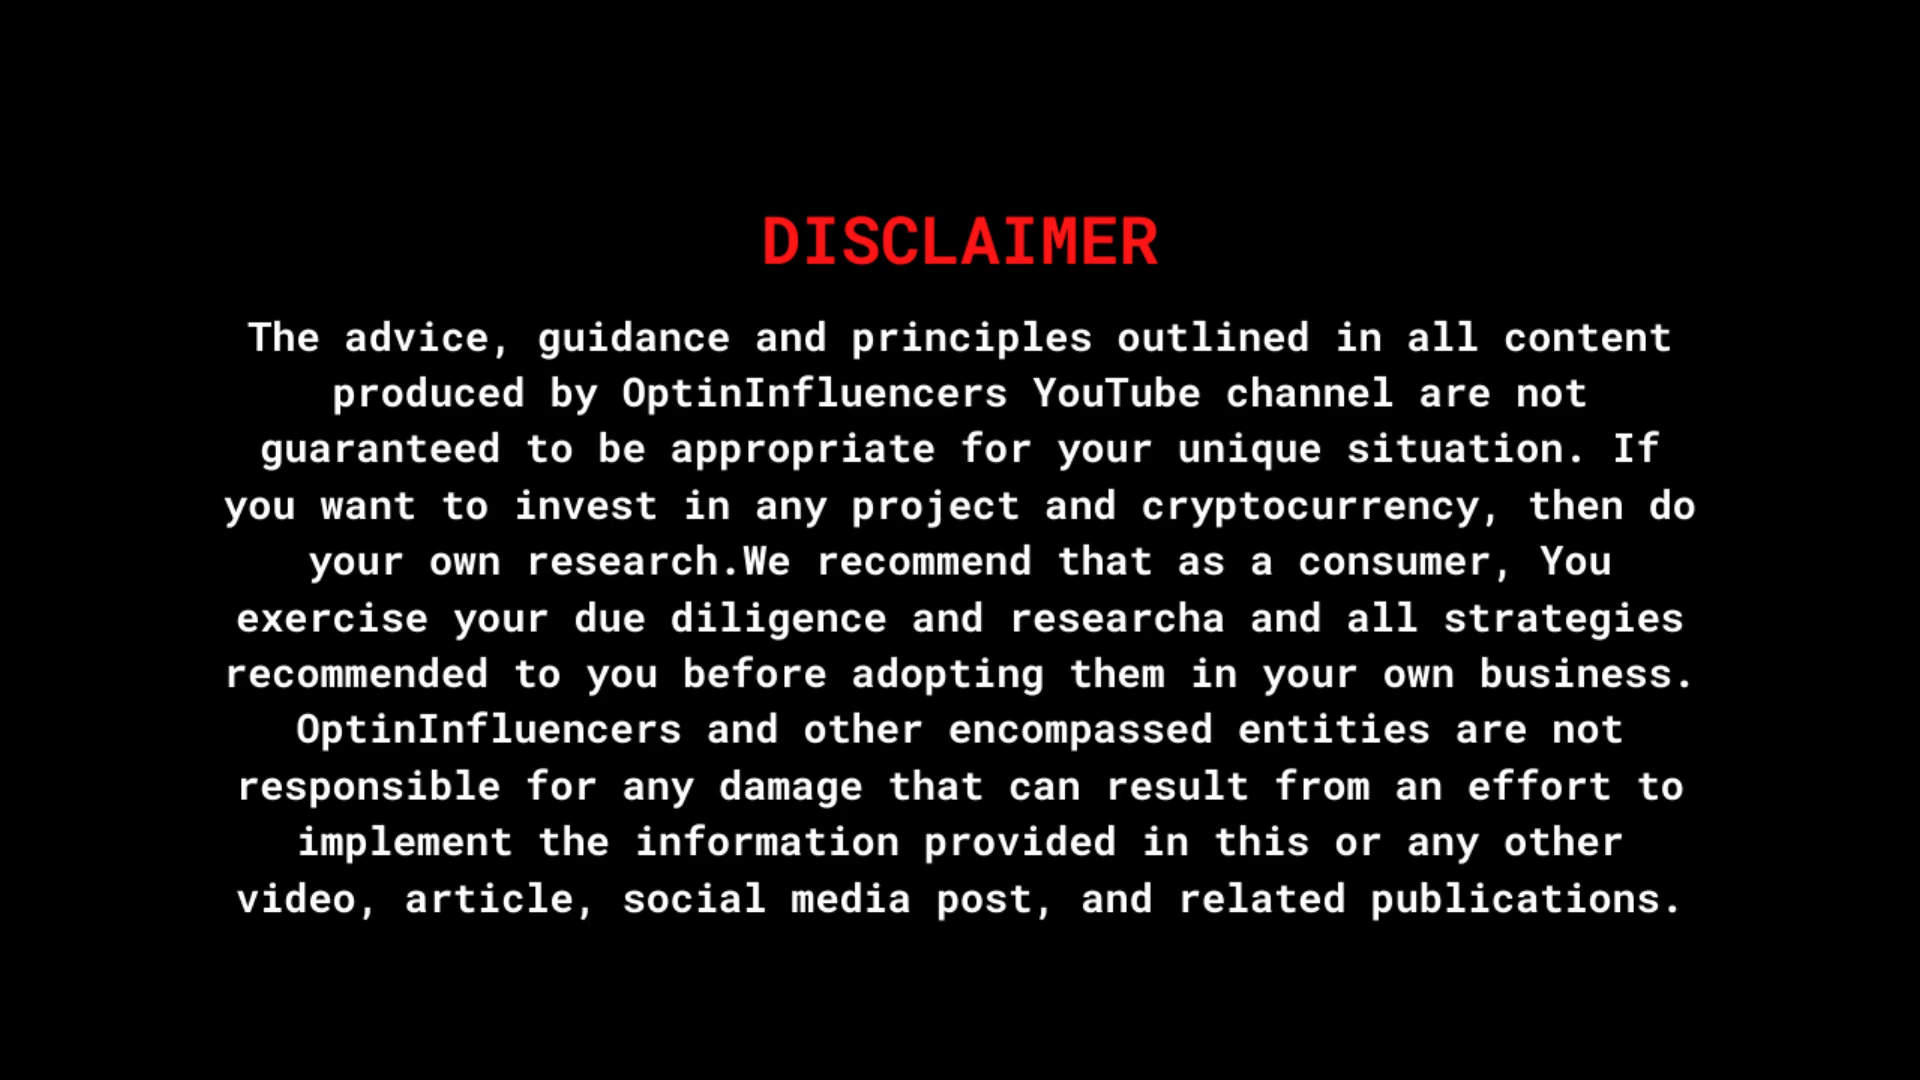 DISCLAIMER
The advice, guidance and principles outlined in all content
produced by OptinInfluencers YouTube channel are not
guaranteed to be appropriate for your unique situation. If
you want to invest in any project and cryptocurrency, then do
your own research.We recommend that as a consumer, You
exercise your due diligence and researcha and all strategies
recommended to you before adopting them in your own business.
OptinInfluencers and other encompassed entities are not
responsible for any damage that can result from an effort to
implement the information provided in this or any other
video, article, social media post, and related publications.